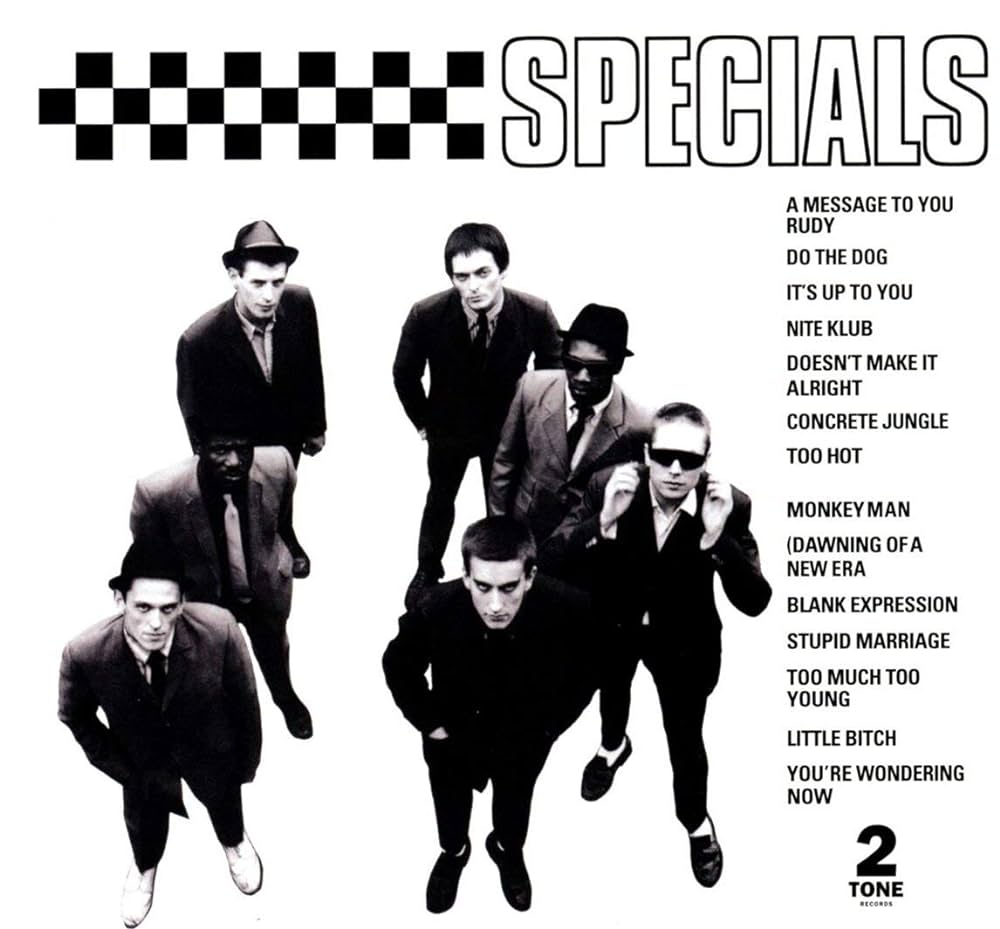 SPECIALS
A MESSAGE TO YOU
RUDY
DO THE DOG
IT'S UP TO YOU
NITE KLUB
DOESN'T MAKE IT
ALRIGHT
CONCRETE JUNGLE
TOO HOT
MONKEY MAN
(DAWNING OF A
NEW ERA
BLANK EXPRESSION
STUPID MARRIAGE
TOO MUCH TOO
YOUNG
LITTLE BITCH
YOU'RE WONDERING
NOW
2
TONE
RECORDS